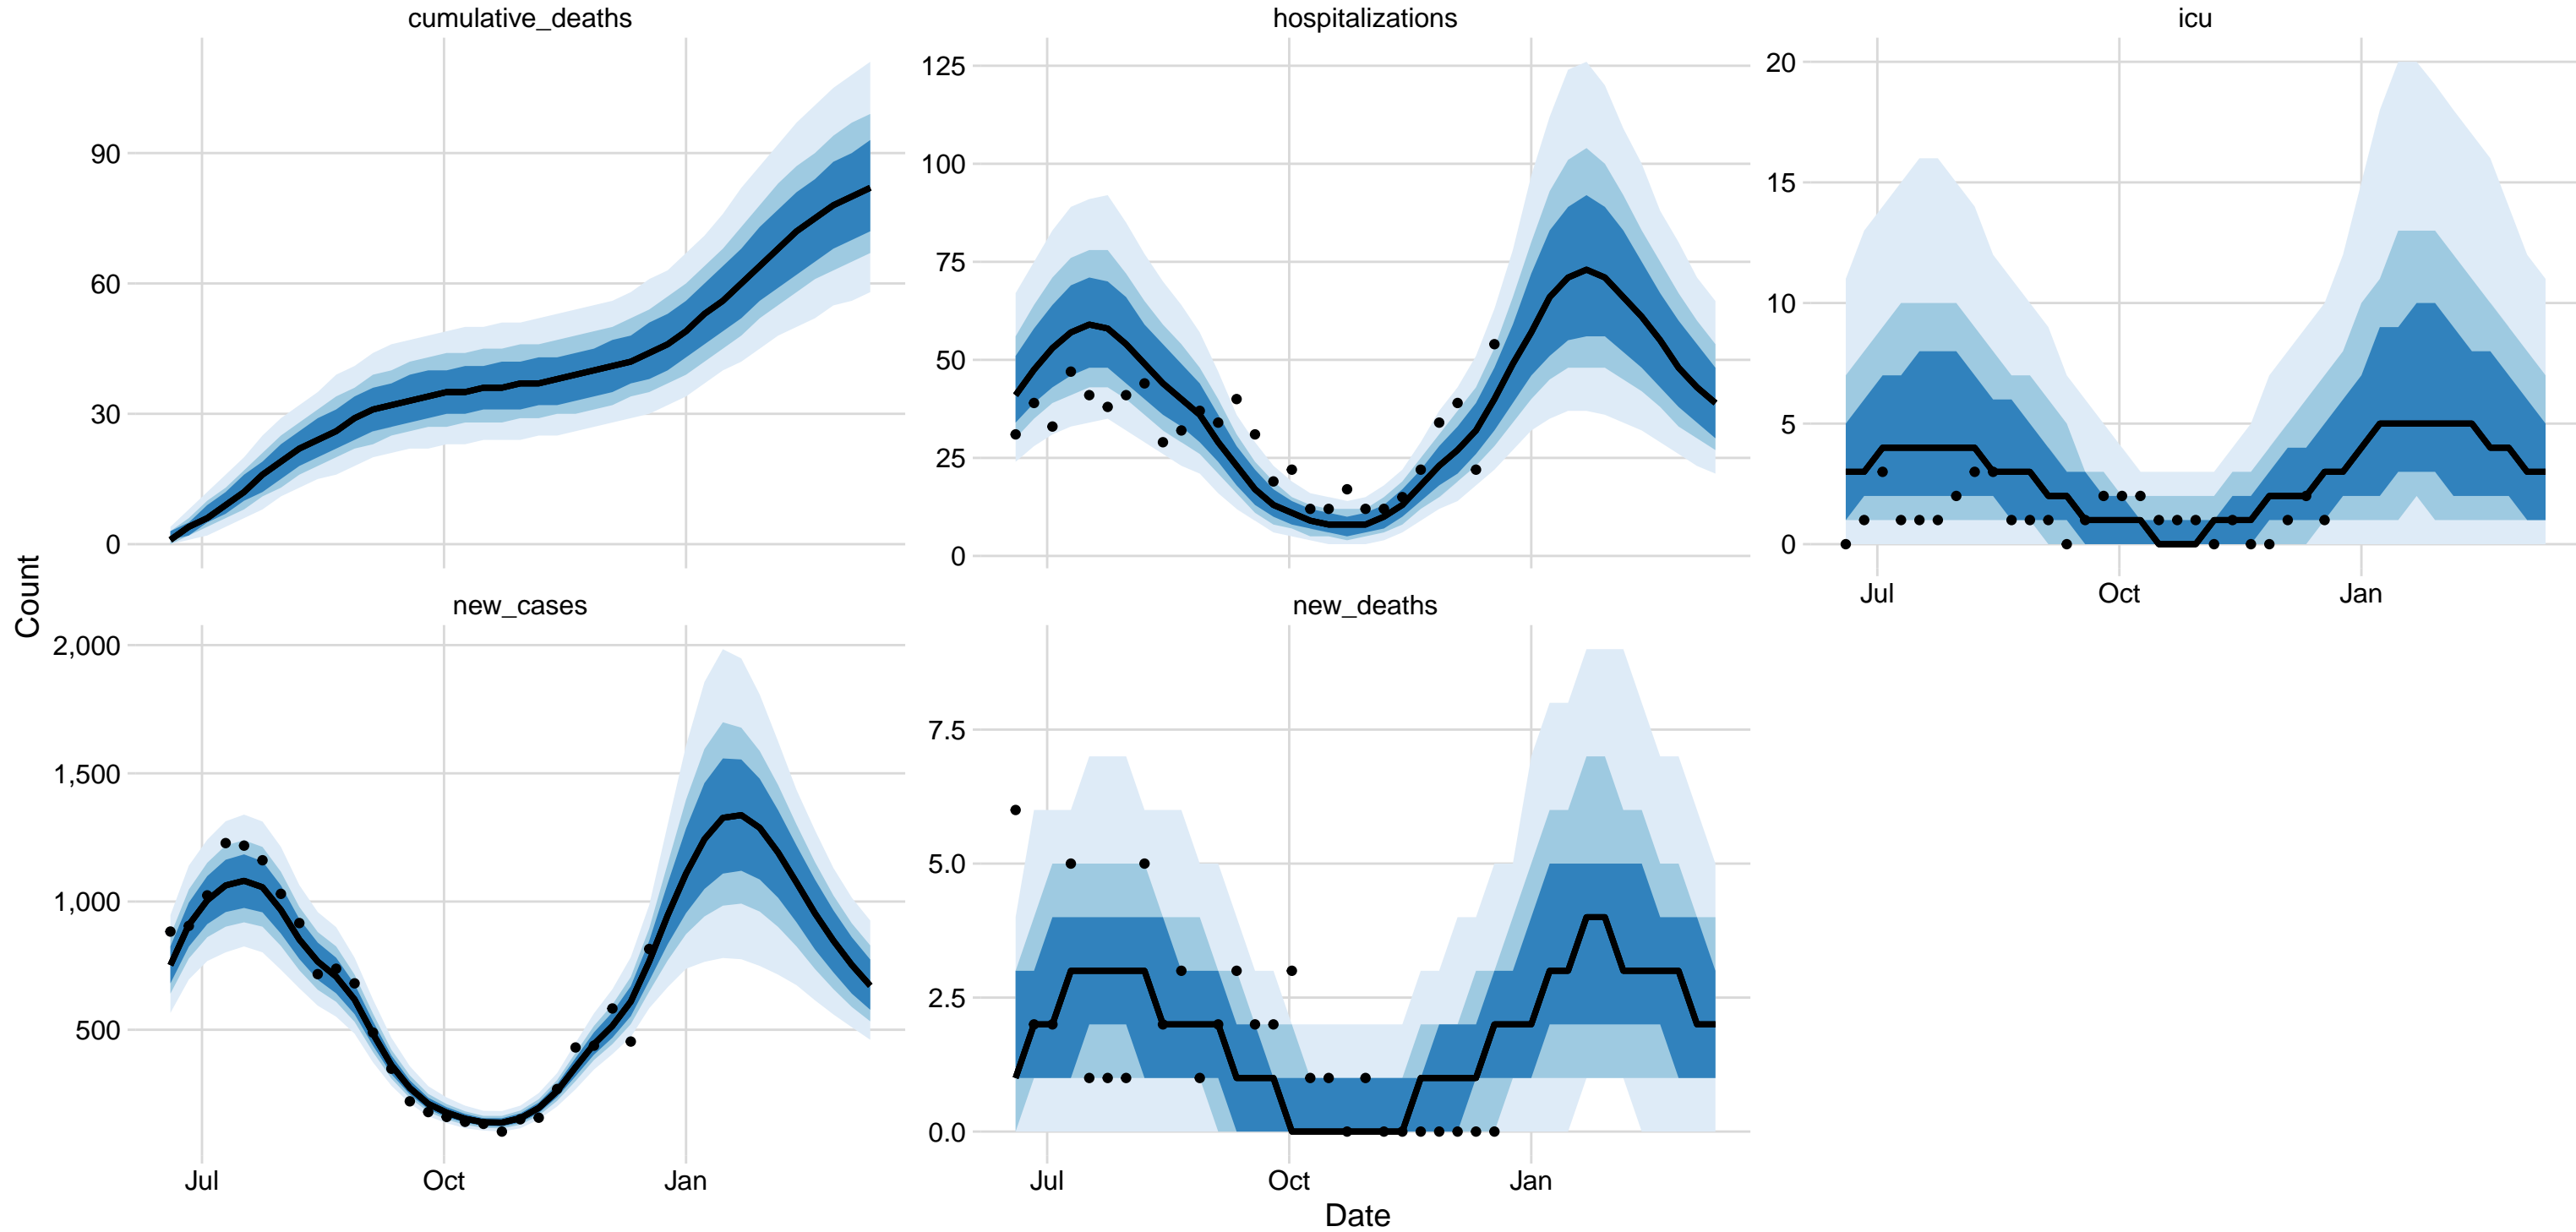 cumulative_deaths
90
60
30
0
hospitalizations
125
100
75
50
25
0
icu
20
15
10
5
0
Jul Oct Jan
Count
new_cases
2,000
1,500
1,000
500
Jul Oct Jan
new_deaths
7.5
5.0
2.5
0.0
Jul Oct Jan
Date